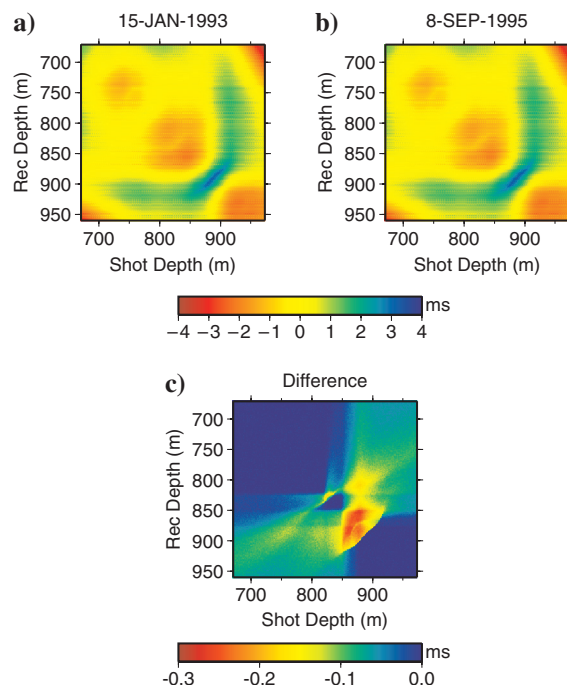 a)
15-JAN-1993
b)
8-SEP-1995
Rec Depth (m)
700
750
800
850
900
950
700 800 900
Shot Depth (m)
Rec Depth (m)
700
750
800
850
900
950
700 800 900
Shot Depth (m)
ms
−4 −3 −2 −1 0 1 2 3 4
c)
Difference
Rec Depth (m)
700
750
800
850
900
950
700 800 900
Shot Depth (m)
ms
-0.3 -0.2 -0.1 0.0